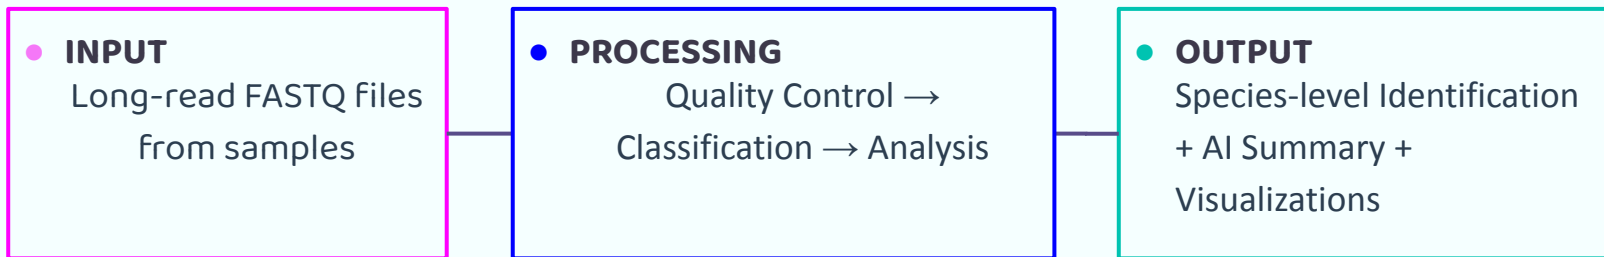 INPUT
Long-read FASTQ files
from samples
PROCESSING
Quality Control →
Classification → Analysis
OUTPUT
Species-level Identification
+ AI Summary +
Visualizations